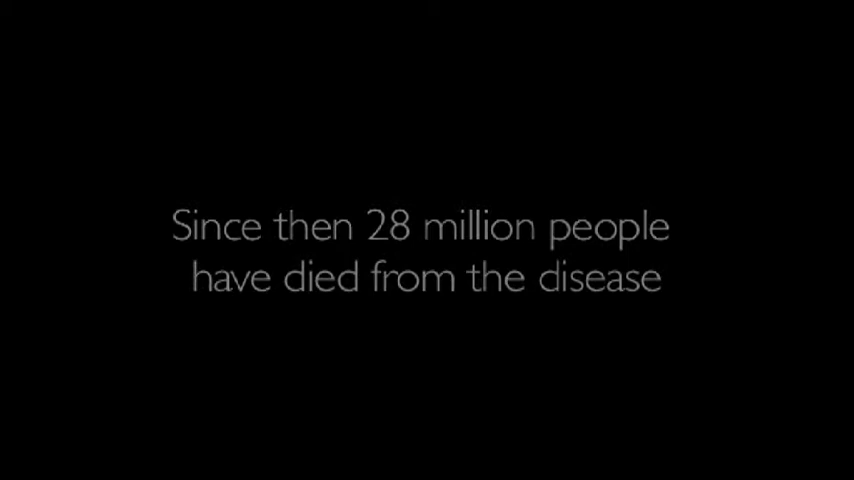 Since then 28 million people
have died from the disease